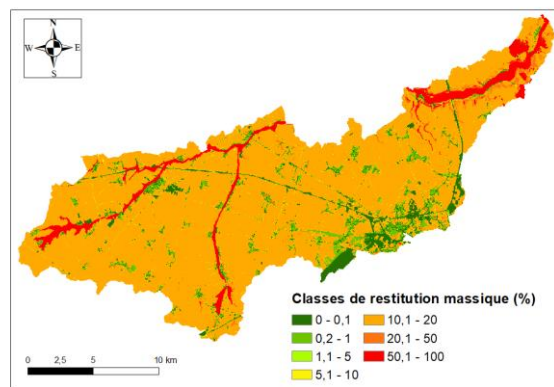 N
W E
S
Classes de restitution massique (%)
0 - 0,1 10,1 - 20
0,2 - 1 20,1 - 50
1,1 - 5 50,1 - 100
5,1 - 10
0 2,5 5 10 km